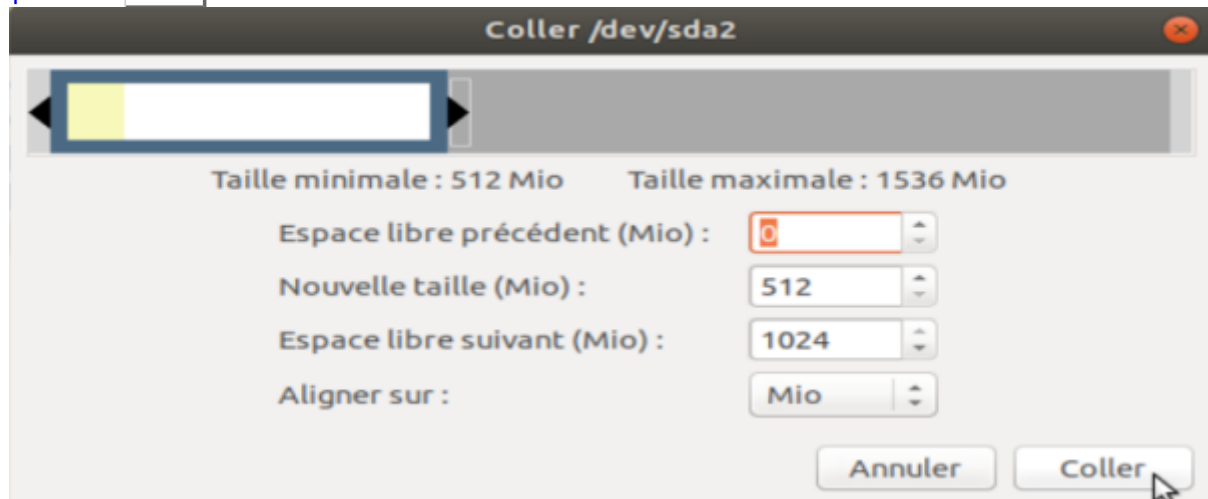 Coller /dev/sda2
Taille minimale : 512 Mio Taille maximale : 1536 Mio
Espace libre précédent (Mio) : 0
Nouvelle taille (Mio) : 512
Espace libre suivant (Mio) : 1024
Aligner sur : Mio
Annuler Coller